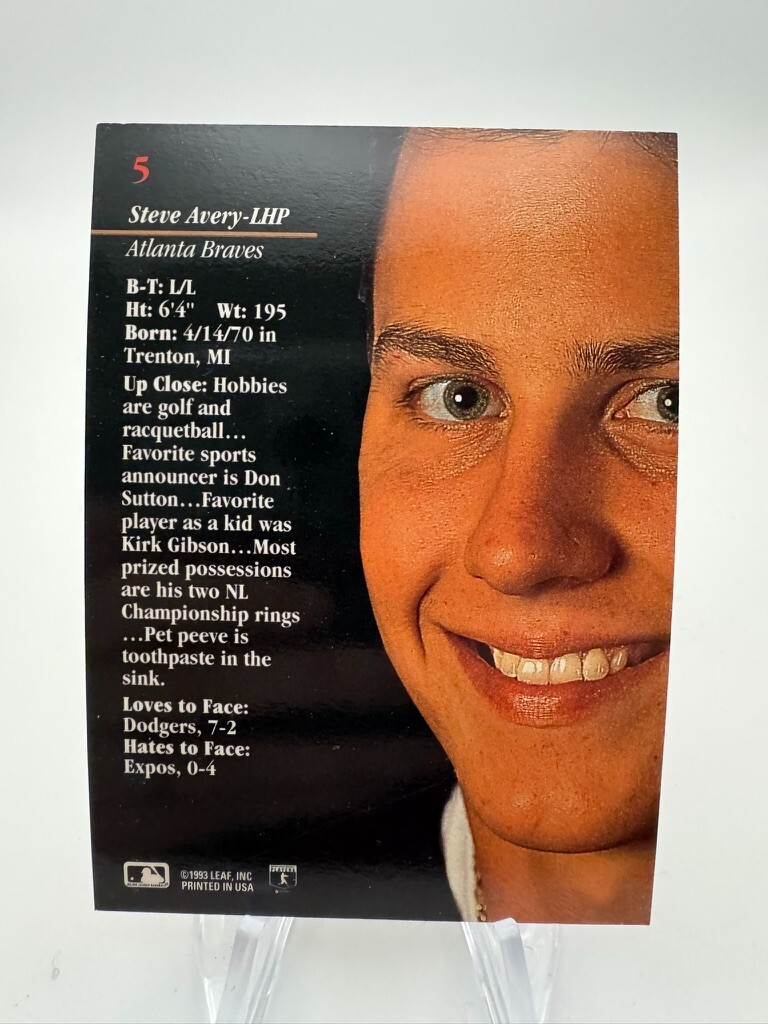 5
Steve Avery-LHP
Atlanta Braves
B-T: L/L
Ht: 6'4" Wt: 195
Born: 4/14/70 in
Trenton, MI
Up Close: Hobbies
are golf and
racquetball...
Favorite sports
announcer is Don
Sutton...Favorite
player as a kid was
Kirk Gibson...Most
prized possessions
are his two NL
Championship rings
...Pet peeve is
toothpaste in the
sink.
Loves to Face:
Dodgers, 7-2
Hates to Face:
Expos, 0-4
©1993 LEAF, INC
PRINTED IN USA
PLAYERS